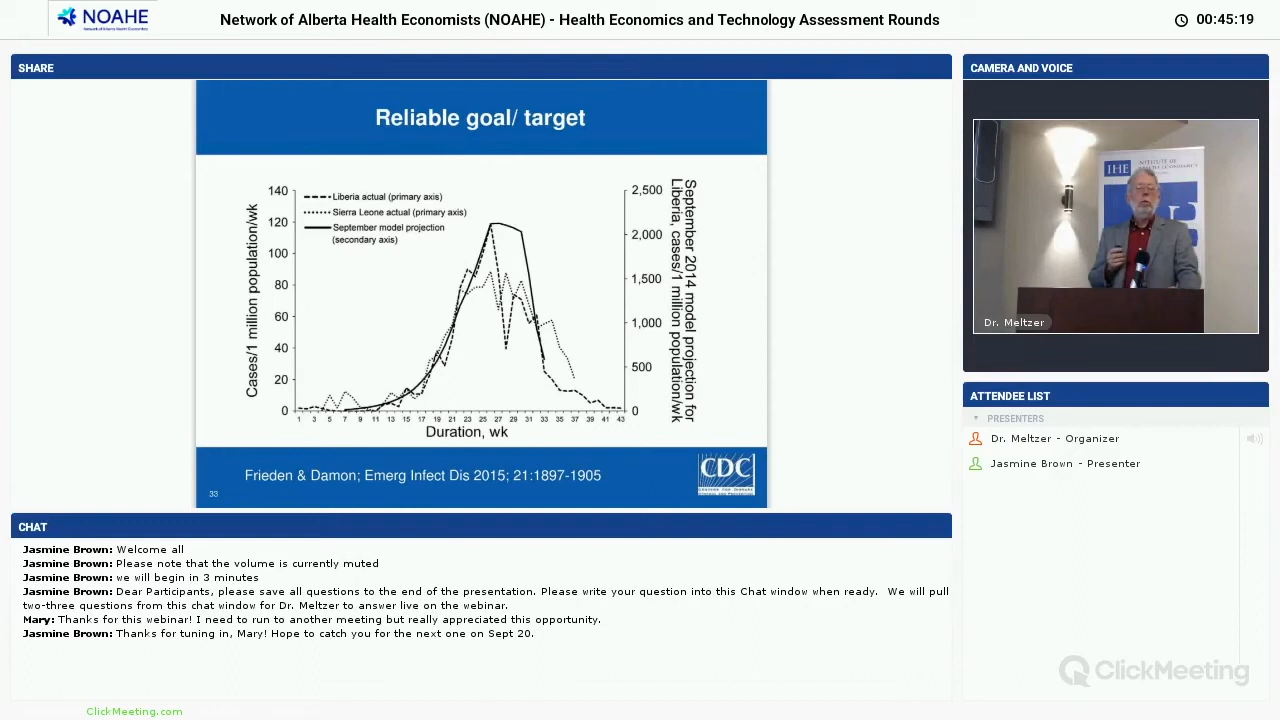 NOAHE
Network of Alberta Health Economists (NOAHE) - Health Economics and Technology Assessment Rounds
00:45:19
SHARE
Reliable goal/ target
Cases/1 million population/wk
140
120
100
80
60
40
20
0
Liberia actual (primary axis)
Sierra Leone actual (primary axis)
September model projection
(secondary axis)
2,500
2,000
1,500
1,000
500
0
September 2014 model projection for
Liberia, cases/1 million population/wk
1 3 5 7 9 11 13 15 17 19 21 23 25 27 29 31 33 35 37 39 41 43
Duration, wk
Frieden & Damon; Emerg Infect Dis 2015; 21:1897-1905
33
CDC
CAMERA AND VOICE
IHE
INSTITUTE OF
Dr. Meltzer
ATTENDEE LIST
PRESENTERS
Dr. Meltzer - Organizer
Jasmine Brown - Presenter
CHAT
Jasmine Brown: Welcome all
Jasmine Brown: Please note that the volume is currently muted
Jasmine Brown: we will begin in 3 minutes
Jasmine Brown: Dear Participants, please save all questions to the end of the presentation. Please write your question into this Chat window when ready. We will pull
two-three questions from this chat window for Dr. Meltzer to answer live on the webinar.
Mary: Thanks for this webinar! I need to run to another meeting but really appreciated this opportunity.
Jasmine Brown: Thanks for tuning in, Mary! Hope to catch you for the next one on Sept 20.
ClickMeeting
ClickMeeting.com